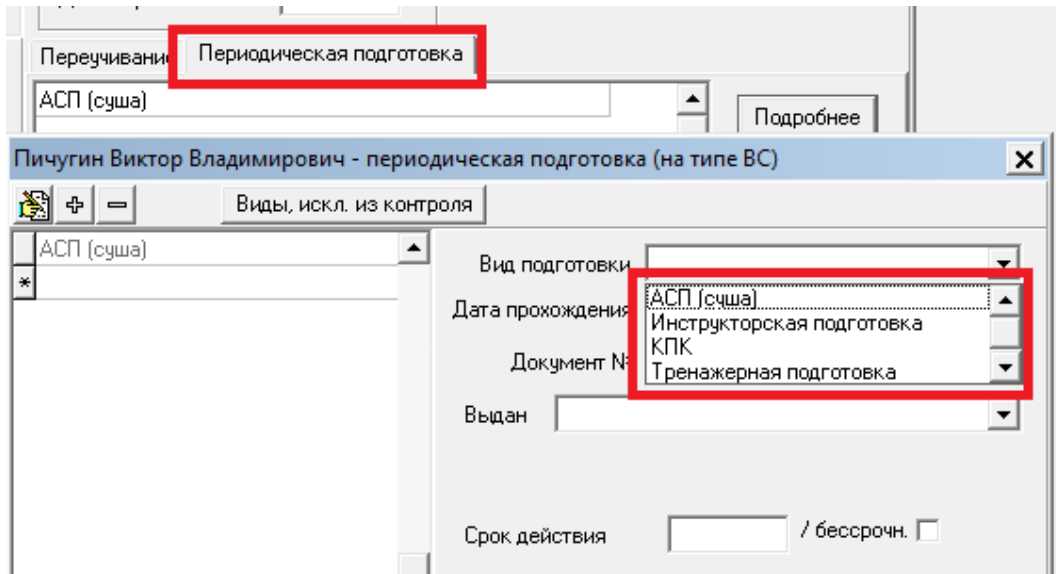 Переучивание Периодическая подготовка
АСП (суша)
Подробнее
Пичугин Виктор Владимирович - периодическая подготовка (на типе ВС)
Виды, искл. из контроля
АСП (суша)
*
Вид подготовки
АСП (суша)
Дата прохождения
Инструкторская подготовка
КПК
Документ №
Тренажерная подготовка
Выдан
Срок действия / бессрочн.